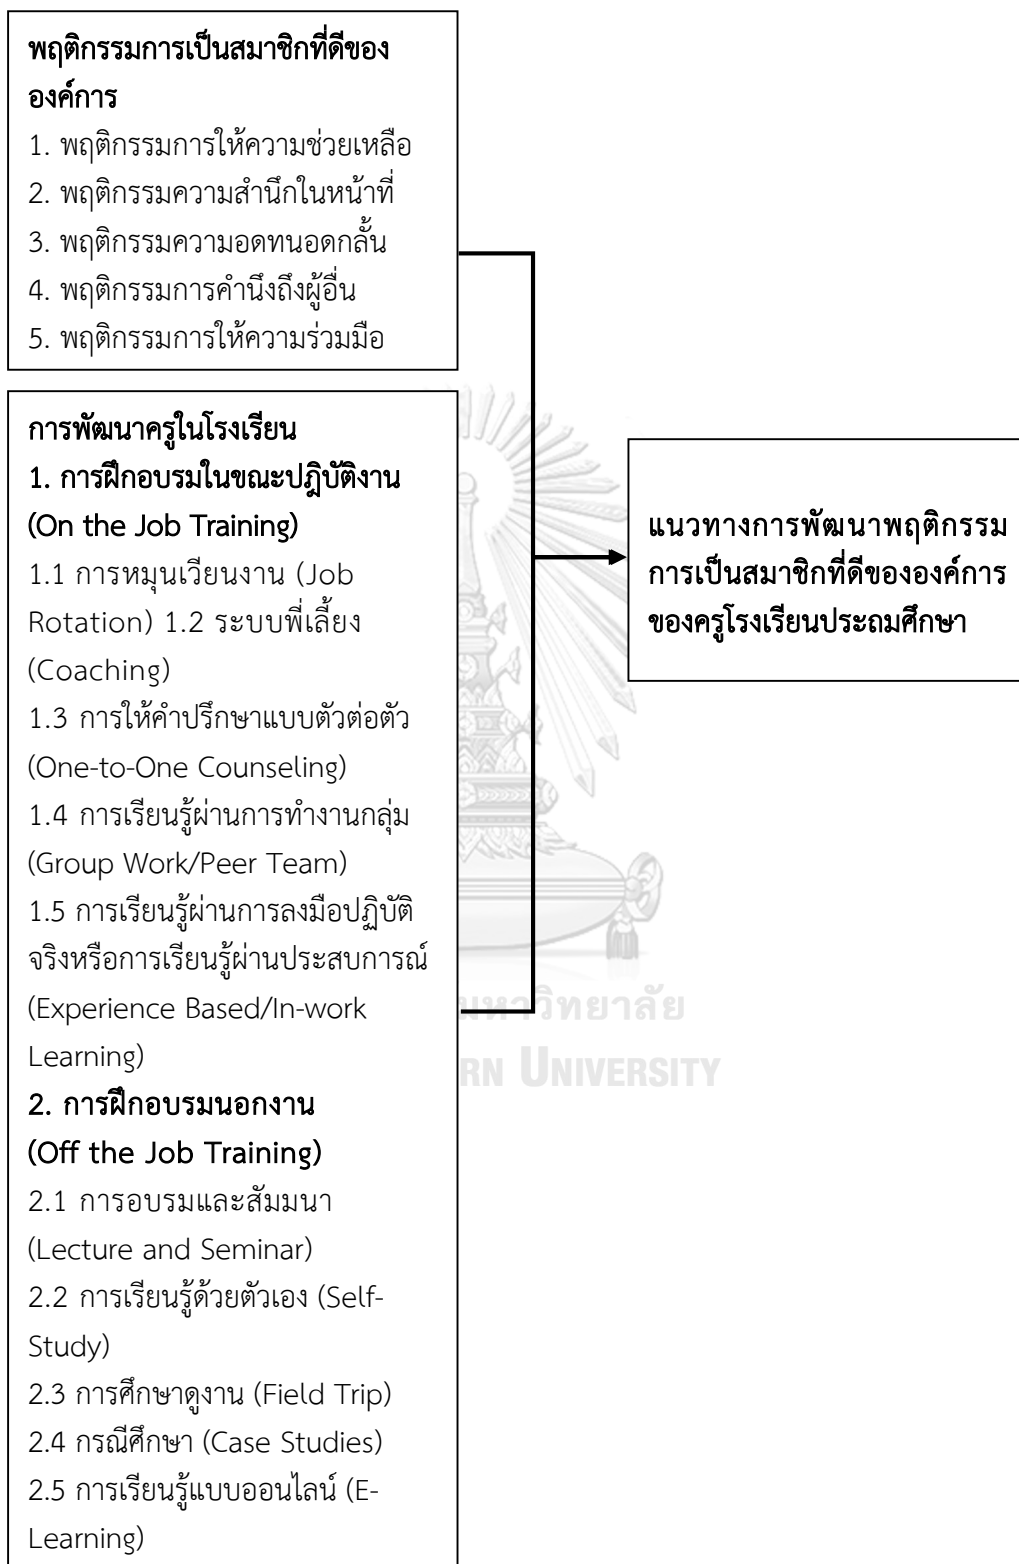 พฤติกรรมการเป็นสมาชิกที่ดีของ
องค์การ
1. พฤติกรรมการให้ความช่วยเหลือ
2. พฤติกรรมความสำนึกในหน้าที่
3. พฤติกรรมความอดทนอดกลั้น
4. พฤติกรรมการคำนึงถึงผู้อื่น
5. พฤติกรรมการให้ความร่วมมือ
การพัฒนาครูในโรงเรียน
1. การฝึกอบรมในขณะปฏิบัติงาน
(On the Job Training)
1.1 การหมุนเวียนงาน (Job
Rotation) 1.2 ระบบพี่เลี้ยง
(Coaching)
1.3 การให้คำปรึกษาแบบตัวต่อตัว
(One-to-One Counseling)
1.4 การเรียนรู้ผ่านการทำงานกลุ่ม
(Group Work/Peer Team)
1.5 การเรียนรู้ผ่านการลงมือปฏิบัติ
จริงหรือการเรียนรู้ผ่านประสบการณ์
(Experience Based/In-work
Learning)
2. การฝึกอบรมนอกงาน
(Off the Job Training)
2.1 การอบรมและสัมมนา
(Lecture and Seminar)
2.2 การเรียนรู้ด้วยตัวเอง (Self-
Study)
2.3 การศึกษาดูงาน (Field Trip)
2.4 กรณีศึกษา (Case Studies)
2.5 การเรียนรู้แบบออนไลน์ (E-
Learning)
แนวทางการพัฒนาพฤติกรรม
การเป็นสมาชิกที่ดีขององค์การ
ของครูโรงเรียนประถมศึกษา
มหาวิทยาลัย
RN UNIVERSITY